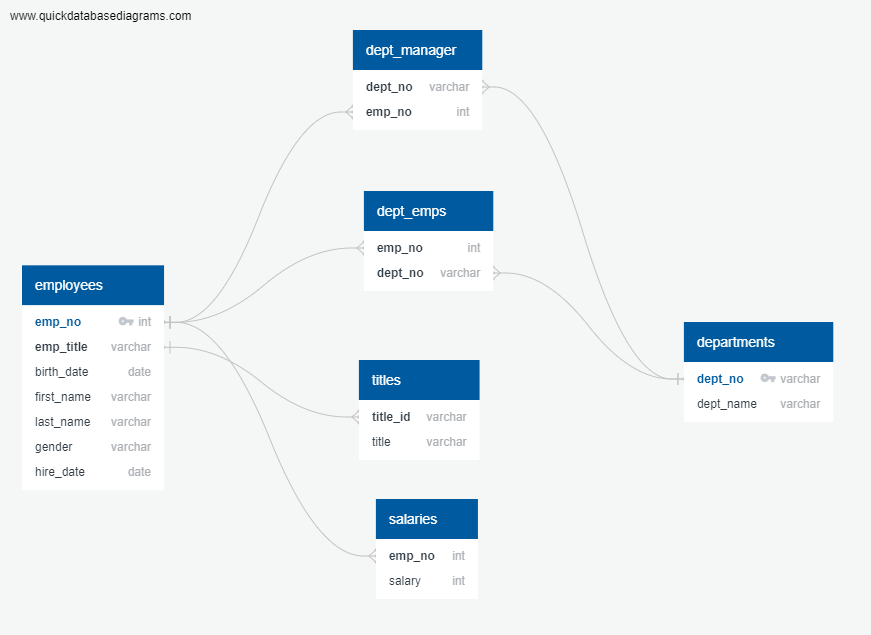 www.quickdatabasediagrams.com
dept_manager
dept_no varchar
emp_no int
dept_emps
emp_no int
dept_no varchar
employees
emp_no int
emp_title varchar
birth_date date
first_name varchar
last_name varchar
gender varchar
hire_date date
departments
dept_no varchar
dept_name varchar
titles
title_id varchar
title varchar
salaries
emp_no int
salary int